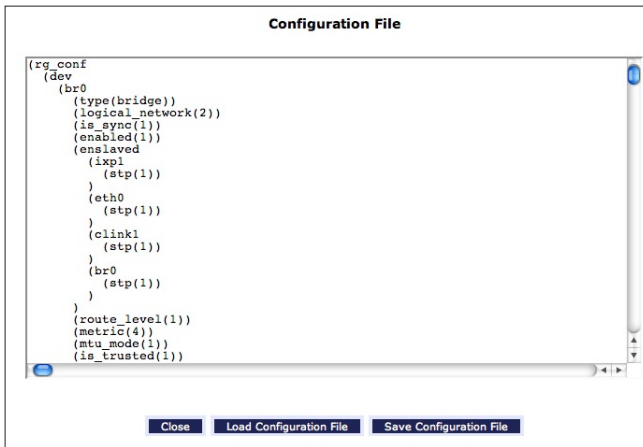 Configuration File
(rg_conf
  (dev
    (br0
      (type(bridge))
      (logical_network(2))
      (is_sync(1))
      (enabled(1))
      (enslaved
        (ixp1
          (stp(1))
        )
        (eth0
          (stp(1))
        )
        (clink1
          (stp(1))
        )
        (br0
          (stp(1))
        )
      )
      (route_level(1))
      (metric(4))
      (mtu_mode(1))
      (is_trusted(1))
Close Load Configuration File Save Configuration File